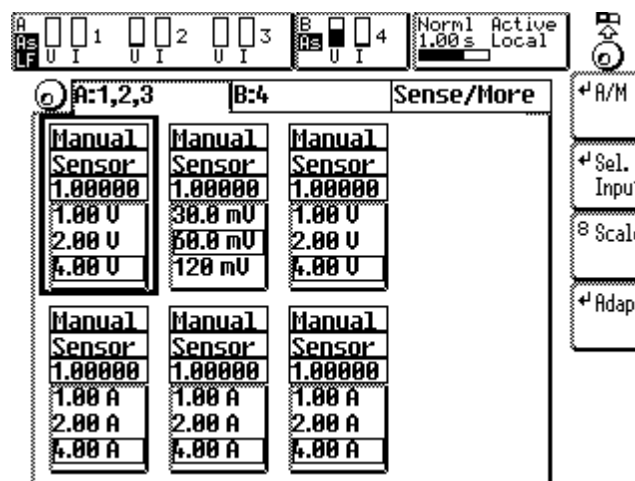 A As LF U I 1 U I 2 U I 3 B As U I 4 Norml Active
1.00 s Local
A:1,2,3 B:4 Sense/More
A/M
Sel.
Input
8 Scale
Adap
Manual Manual Manual
Sensor Sensor Sensor
1.00000 1.00000 1.00000
1.00 V 30.0 mV 1.00 V
2.00 V 60.0 mV 2.00 V
4.00 V 120 mV 4.00 V
Manual Manual Manual
Sensor Sensor Sensor
1.00000 1.00000 1.00000
1.00 A 1.00 A 1.00 A
2.00 A 2.00 A 2.00 A
4.00 A 4.00 A 4.00 A